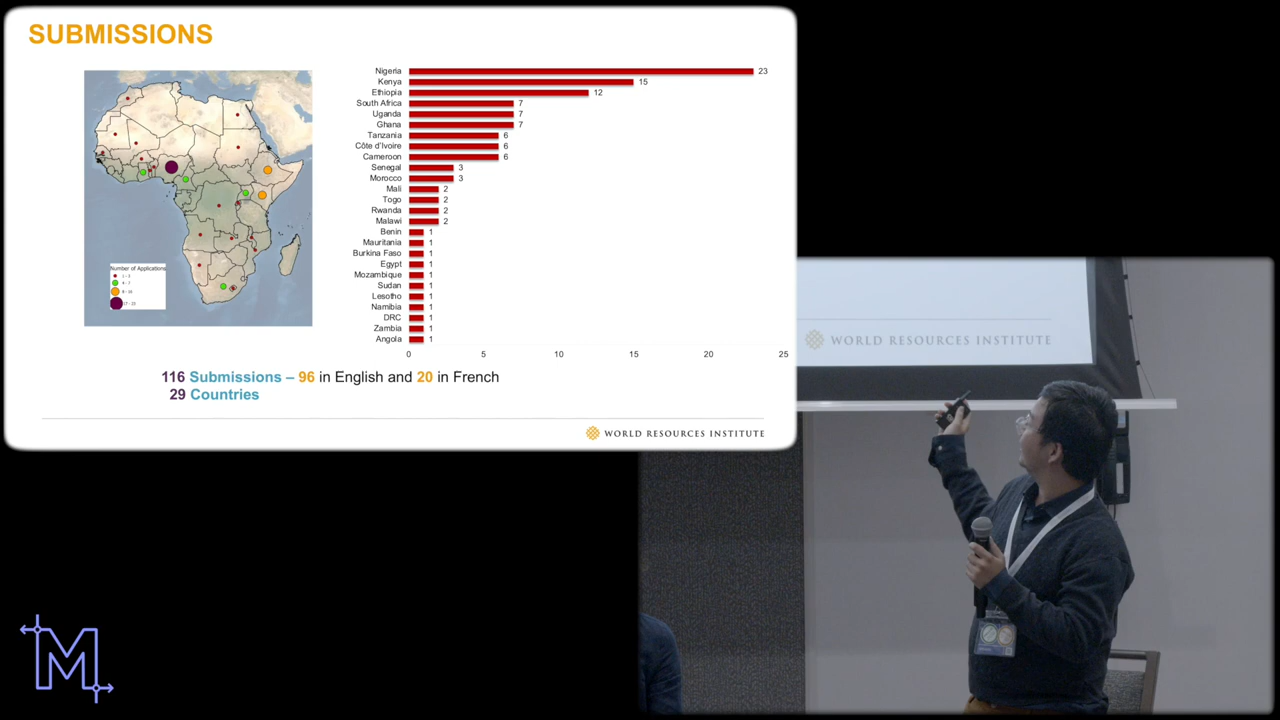 SUBMISSIONS
Number of Applications
Nigeria 23
Kenya 15
Ethiopia 12
South Africa 7
Uganda 7
Ghana 7
Tanzania 6
Côte d'Ivoire 6
Cameroon 6
Senegal 3
Morocco 3
Mali 2
Togo 2
Rwanda 2
Malawi 2
Benin 1
Mauritania 1
Burkina Faso 1
Egypt 1
Mozambique 1
Sudan 1
Lesotho 1
Namibia 1
DRC 1
Zambia 1
Angola 1
0 5 10 15 20 25
116 Submissions – 96 in English and 20 in French
29 Countries
WORLD RESOURCES INSTITUTE
WORLD RESOURCES INSTITUTE
M